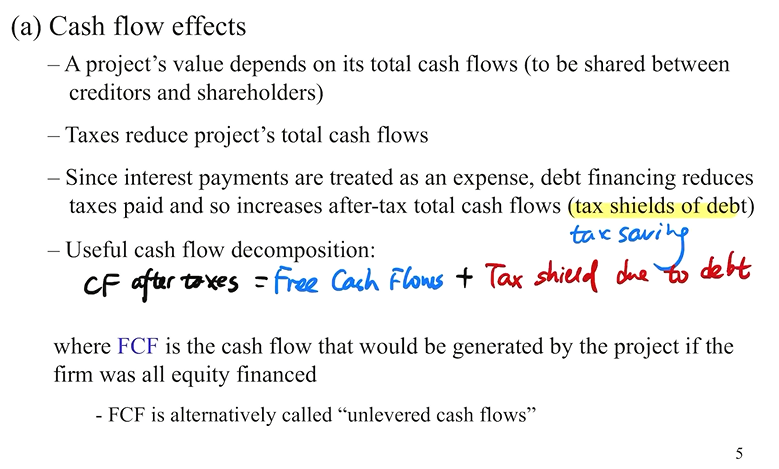 (a) Cash flow effects
– A project's value depends on its total cash flows (to be shared between
creditors and shareholders)
– Taxes reduce project's total cash flows
– Since interest payments are treated as an expense, debt financing reduces
taxes paid and so increases after-tax total cash flows (tax shields of debt)
tax saving
– Useful cash flow decomposition:
CF after taxes = Free Cash Flows + Tax shield due to debt
where FCF is the cash flow that would be generated by the project if the
firm was all equity financed
- FCF is alternatively called “unlevered cash flows”
5